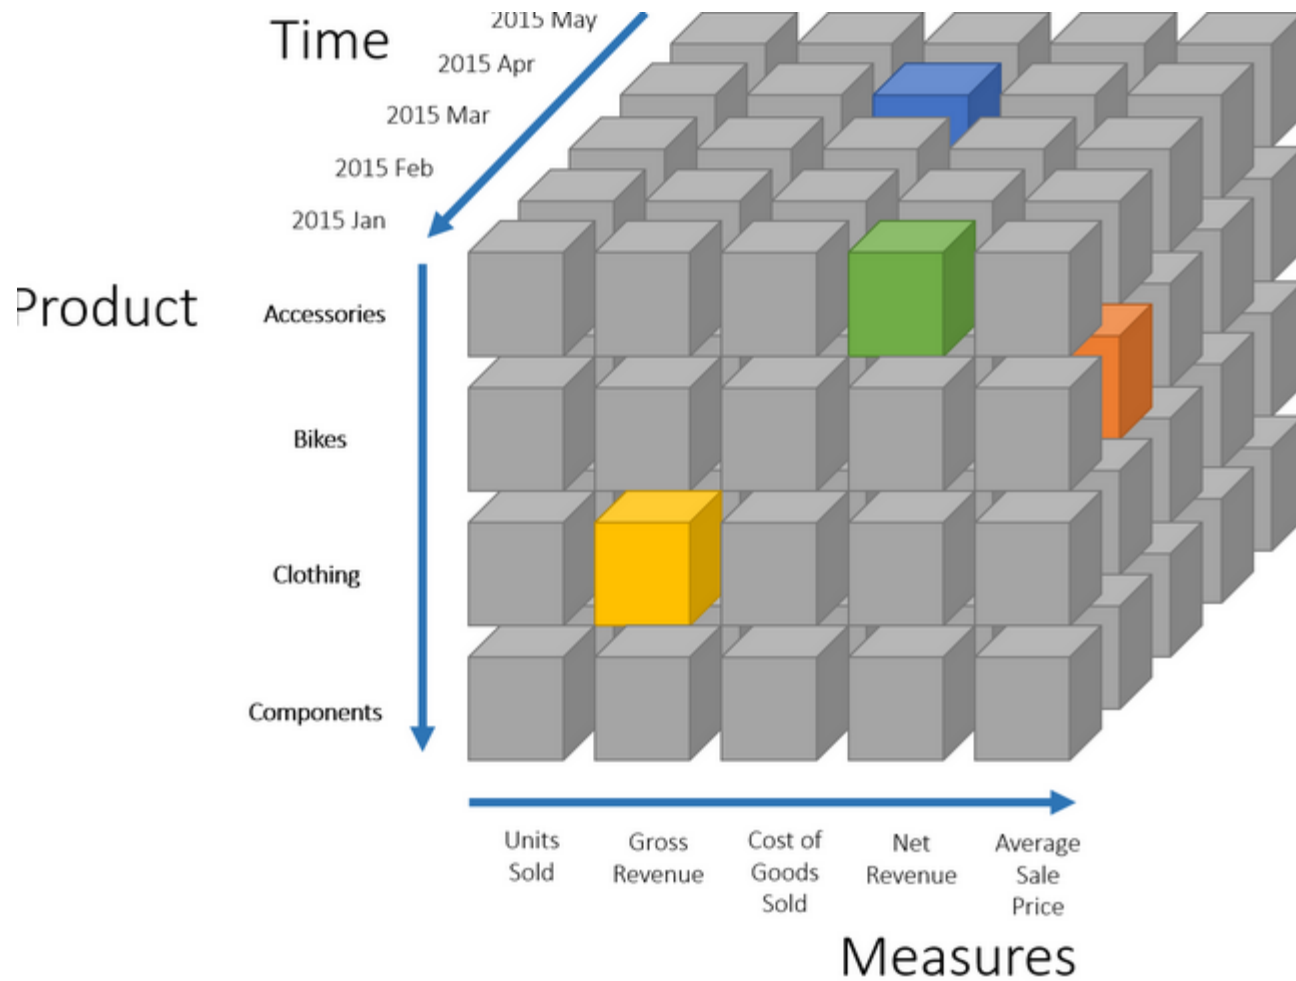 Time
2015 May
2015 Apr
2015 Mar
2015 Feb
2015 Jan
Product
Accessories
Bikes
Clothing
Components
Units
Sold
Gross
Revenue
Cost of
Goods
Sold
Net
Revenue
Average
Sale
Price
Measures